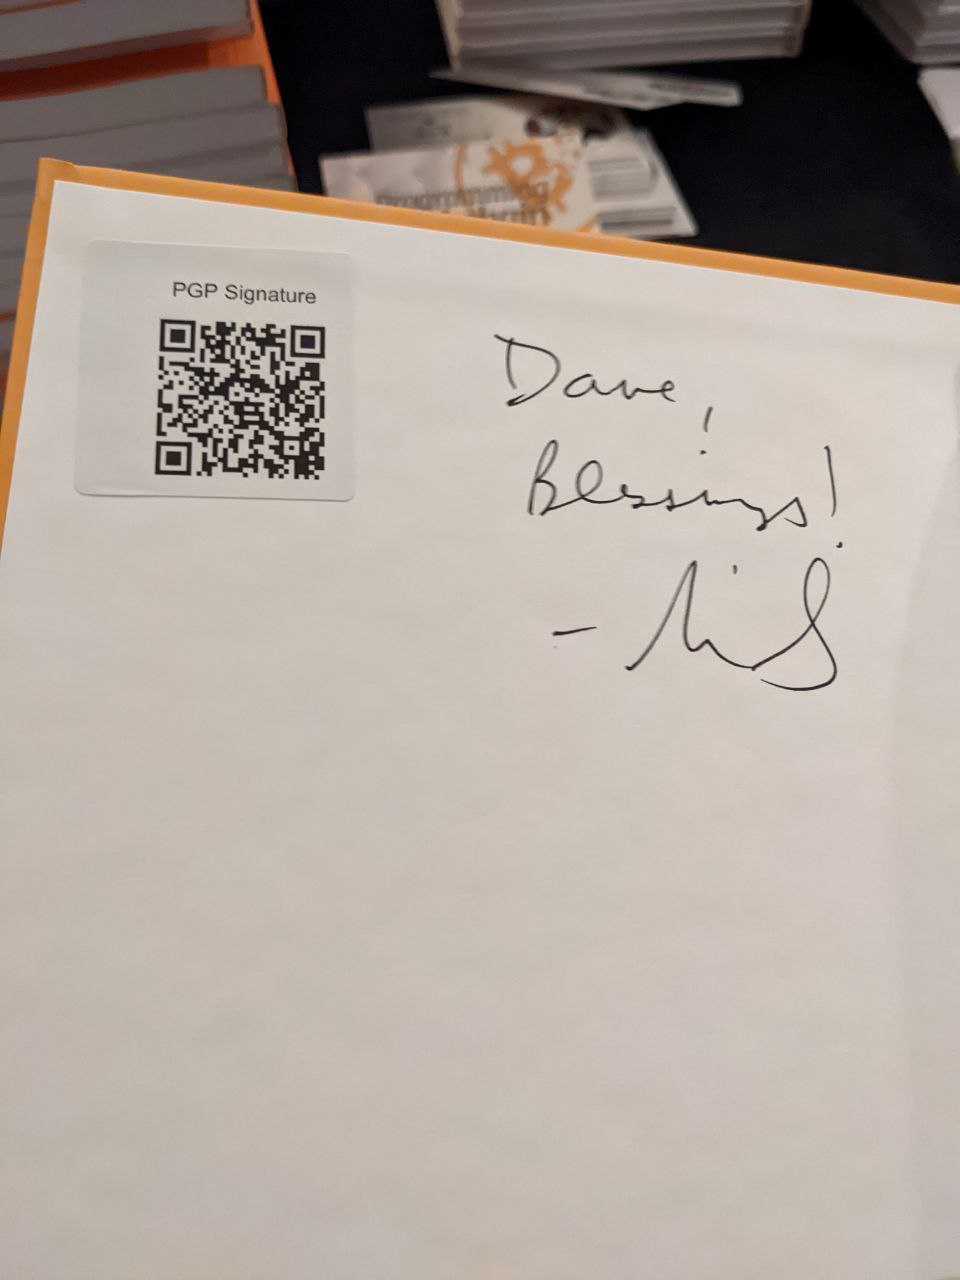 PGP Signature
Dave,
Blessings!